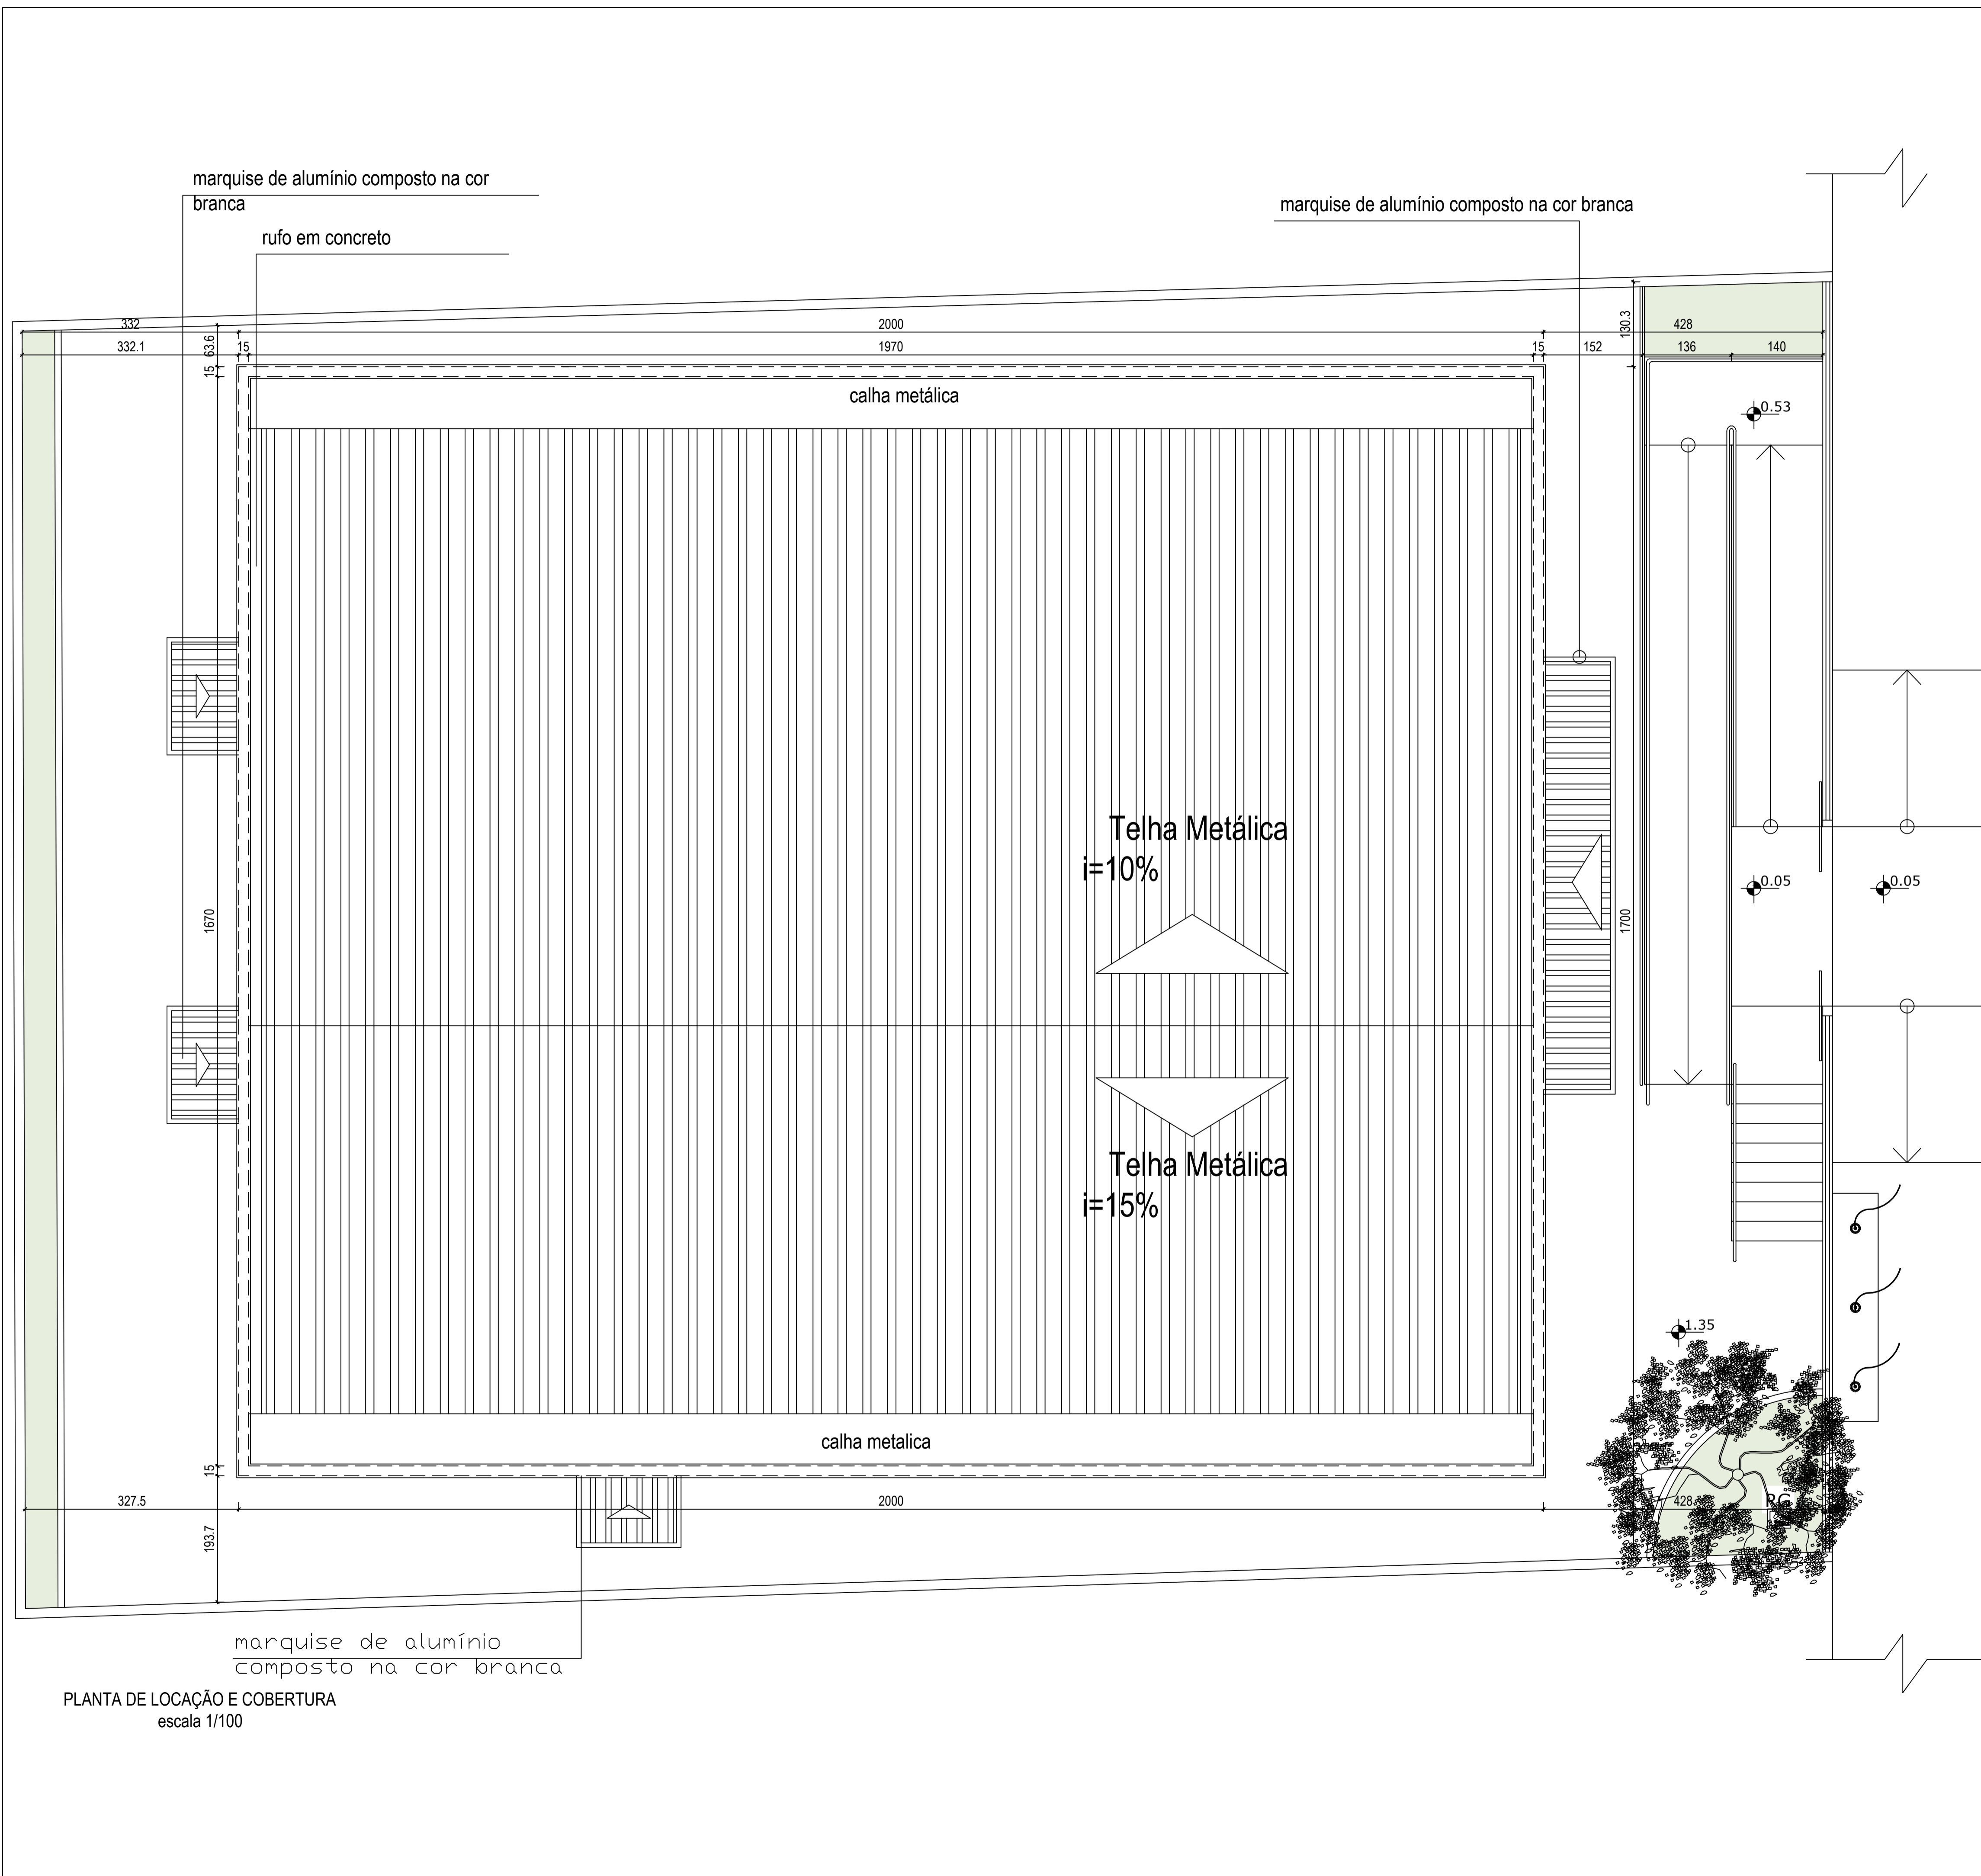 marquise de alumínio composto na cor
branca
marquise de alumínio composto na cor branca
rufo em concreto
332
2000
428
130.3
63.6
332.1
15
1970
15
152
136
140
15
calha metálica
0.53
Telha Metálica
i=10%
0.05
0.05
1670
1700
Telha Metálica
i=15%
1.35
calha metalica
15
327.5
2000
428
RG
193.7
marquise de alumínio
composto na cor branca
PLANTA DE LOCAÇÃO E COBERTURA
escala 1/100